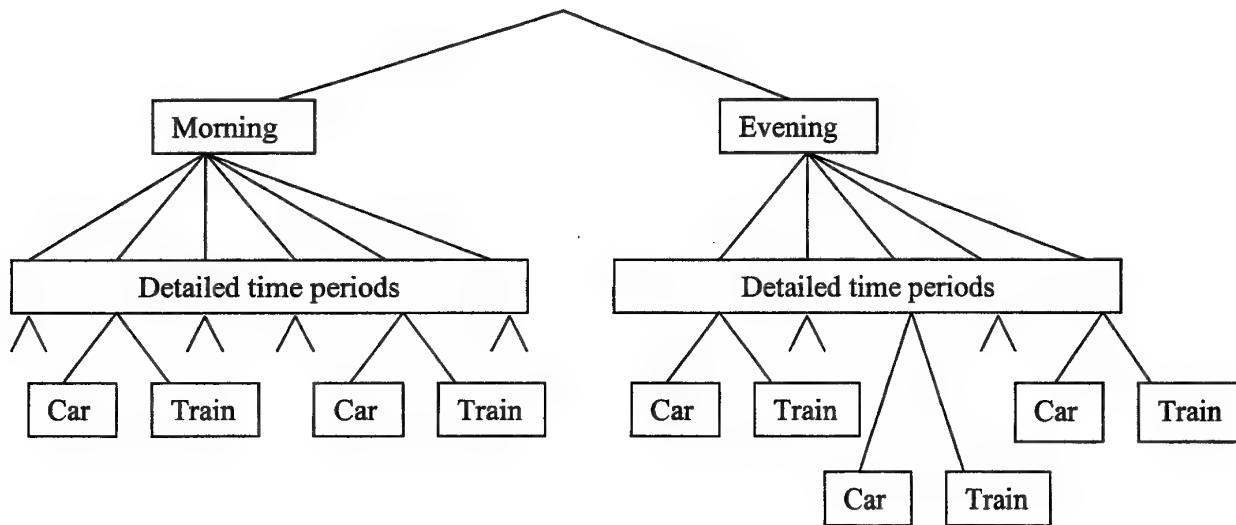 Morning Evening
Detailed time periods Detailed time periods
Car Train Car Train Car Train Car Train
Car Train